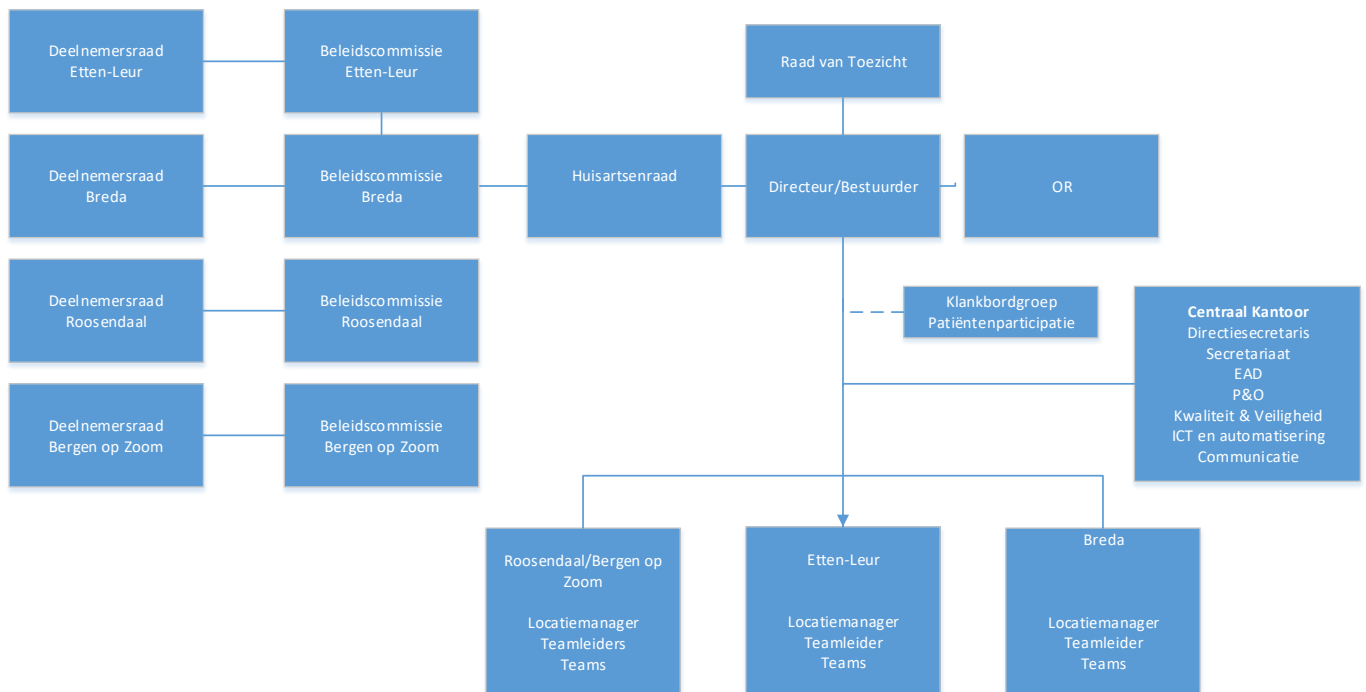 Deelnemersraad
Etten-Leur
Beleidscommissie
Etten-Leur
Raad van Toezicht
Deelnemersraad
Breda
Beleidscommissie
Breda
Huisartsenraad
Directeur/Bestuurder
OR
Deelnemersraad
Roosendaal
Beleidscommissie
Roosendaal
Klankbordgroep
Patiëntenparticipatie
Centraal Kantoor
Directiesecretaris
Secretariaat
EAD
P&O
Kwaliteit & Veiligheid
ICT en automatisering
Communicatie
Deelnemersraad
Bergen op Zoom
Beleidscommissie
Bergen op Zoom
Roosendaal/Bergen op
Zoom
Locatiemanager
Teamleiders
Teams
Etten-Leur
Locatiemanager
Teamleider
Teams
Breda
Locatiemanager
Teamleider
Teams